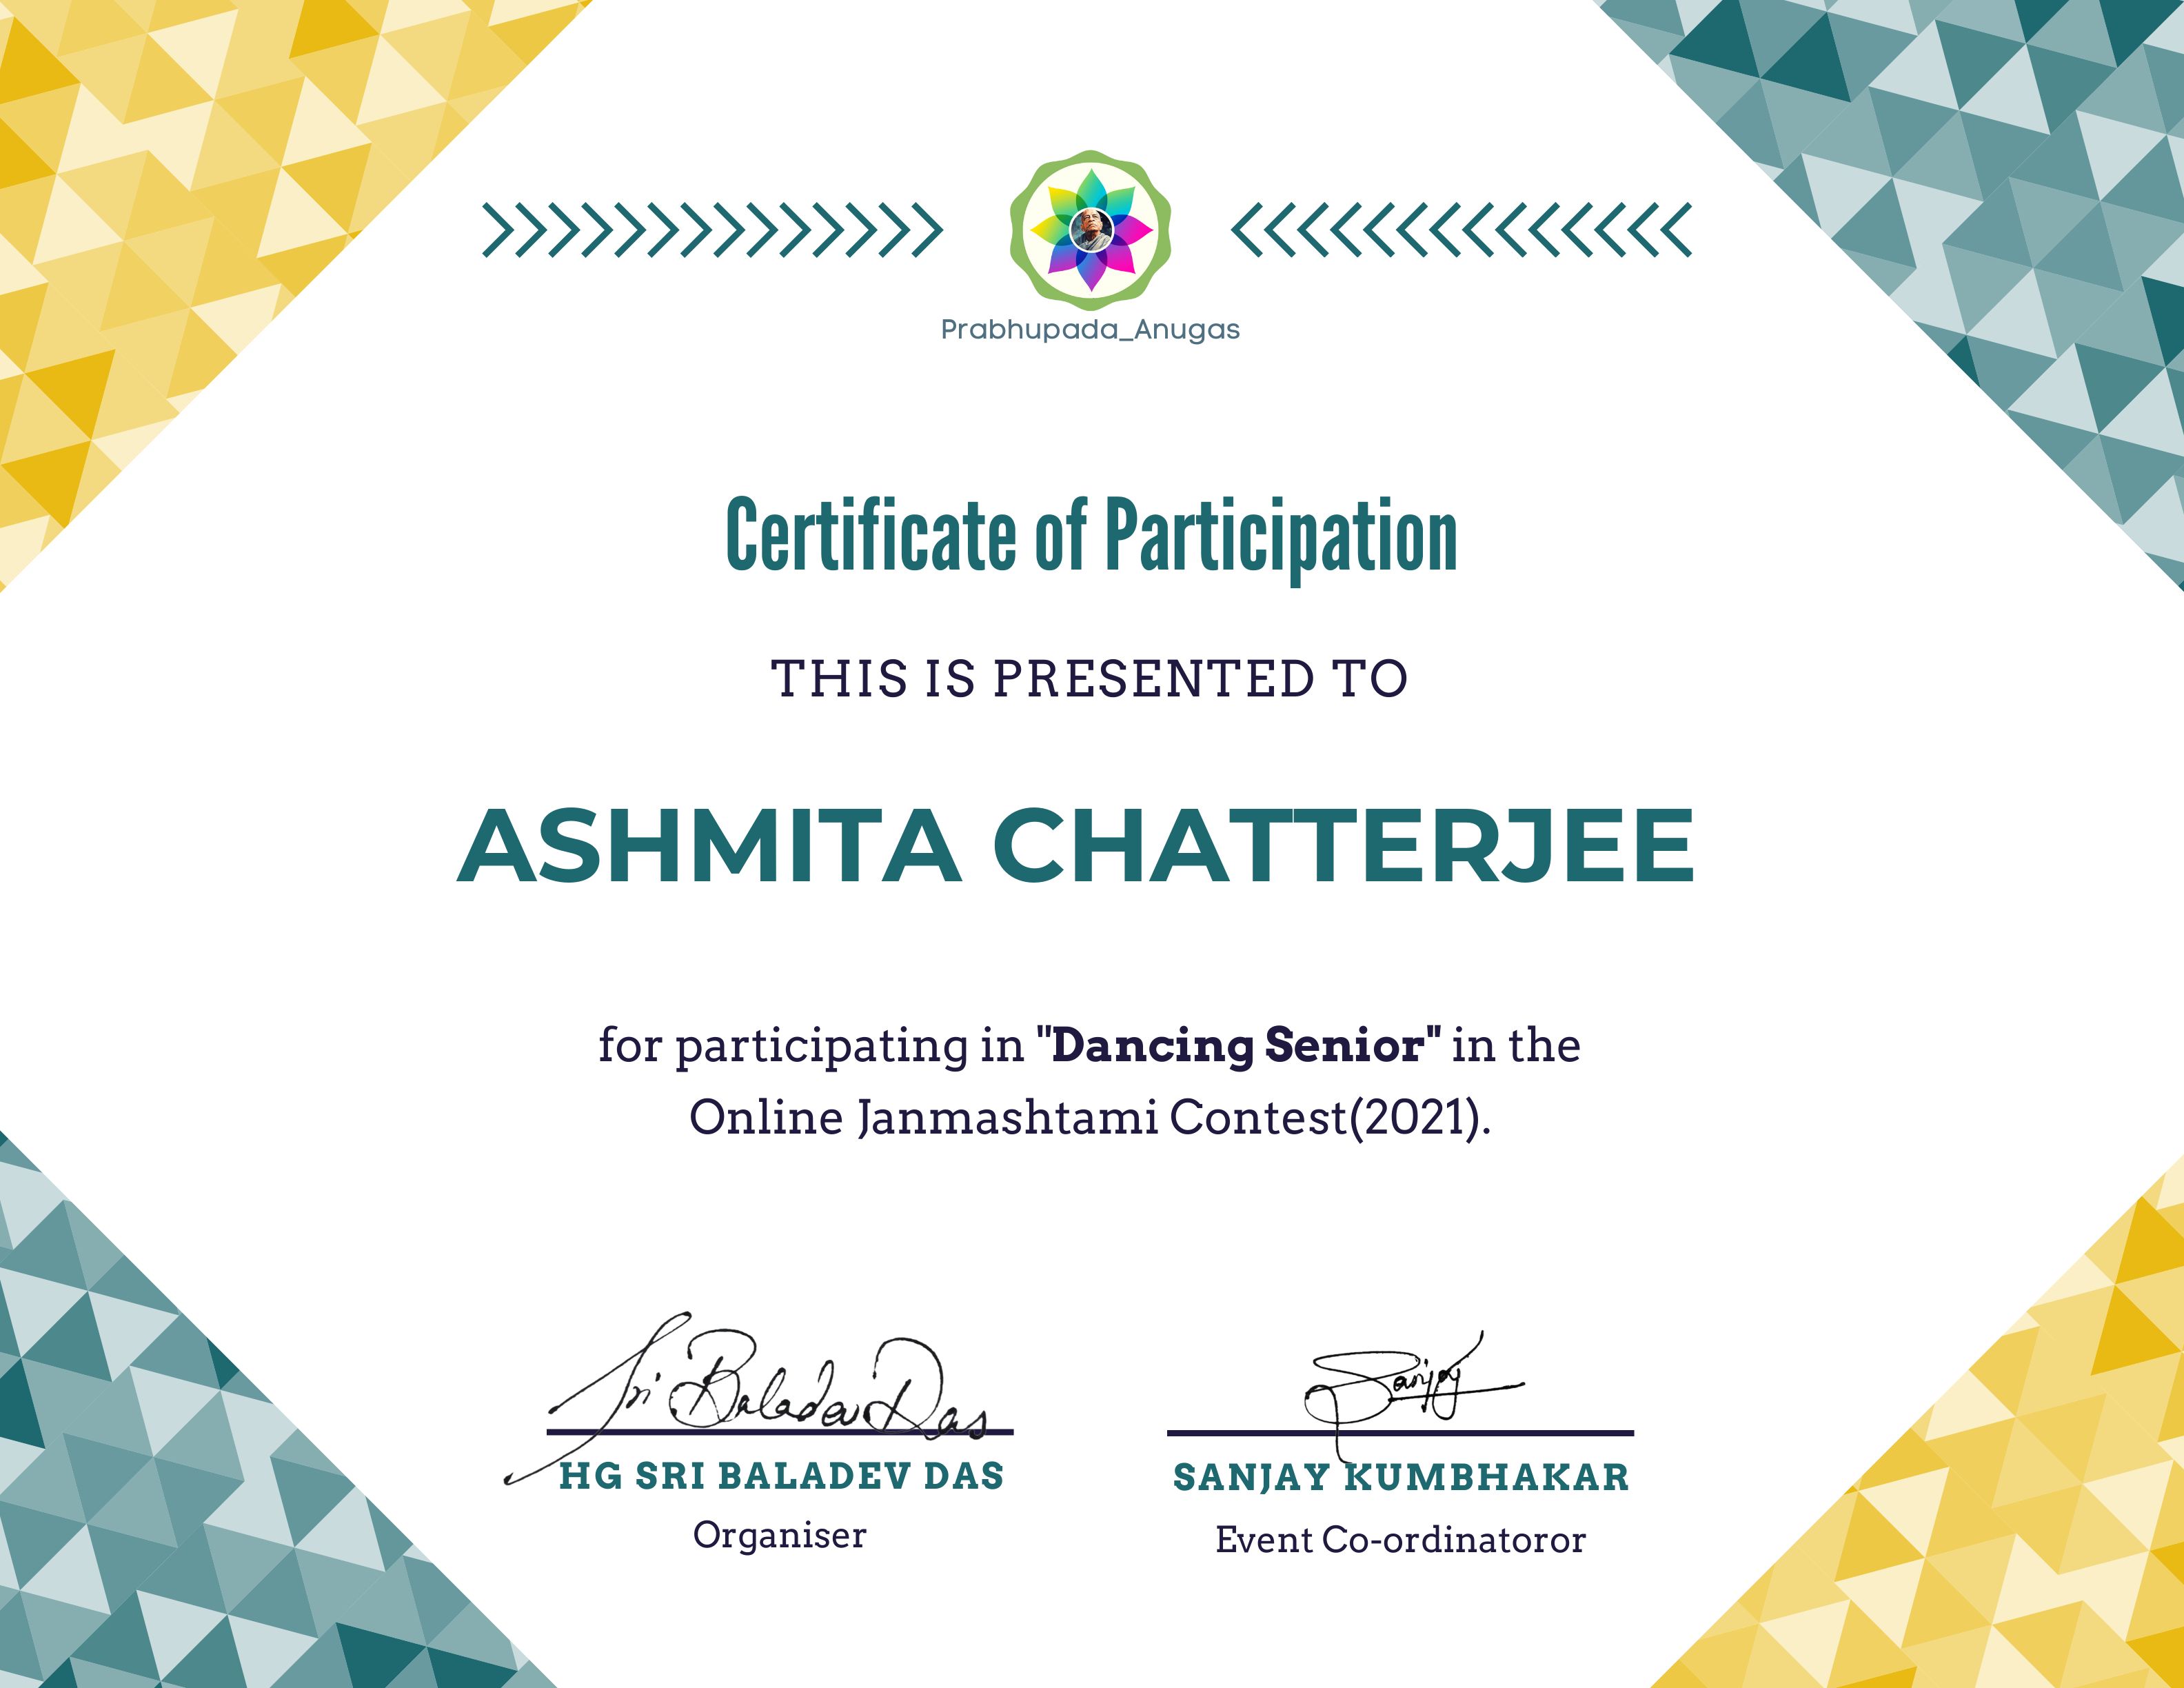 Prabhupada_Anugas
Certificate of Participation
THIS IS PRESENTED TO
ASHMITA CHATTERJEE
for participating in "Dancing Senior" in the
Online Janmashtami Contest(2021).
Sri Baladev Das
Sanjay
HG SRI BALADEV DAS
SANJAY KUMBHAKAR
Organiser
Event Co-ordinatoror